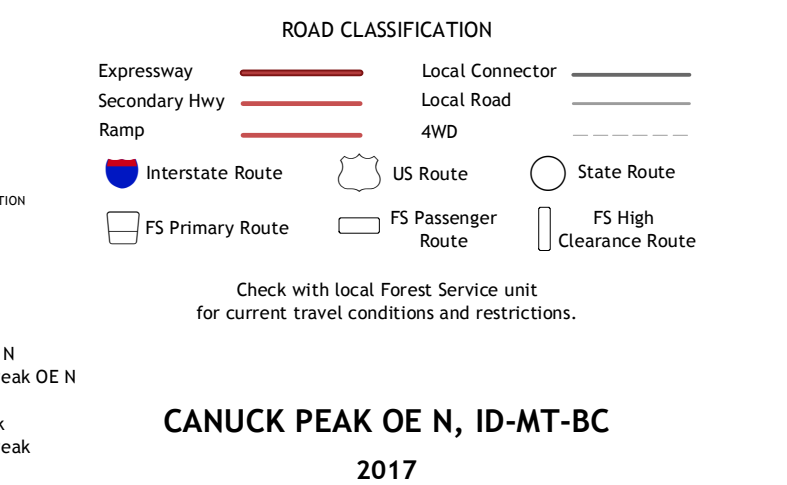 ROAD CLASSIFICATION
Expressway
Local Connector
Secondary Hwy
Local Road
Ramp
4WD
Interstate Route
US Route
State Route
FS Primary Route
FS Passenger
Route
FS High
Clearance Route
Check with local Forest Service unit
for current travel conditions and restrictions.
TION
N
eak OE N
k
eak
CANUCK PEAK OE N, ID-MT-BC
2017